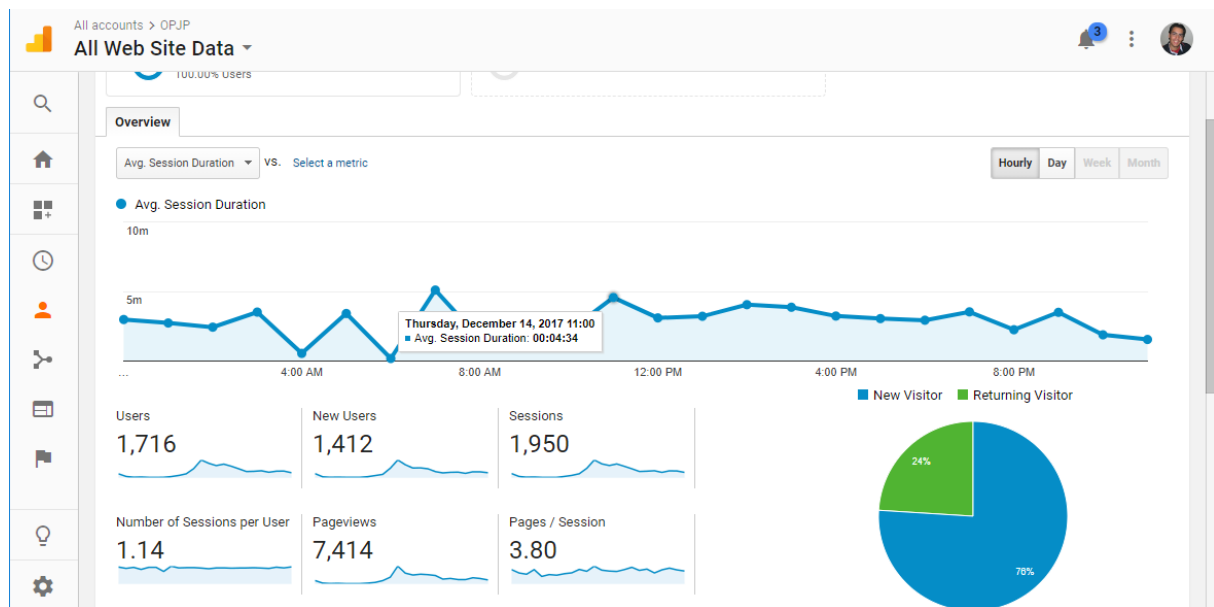 All accounts > OPJP
All Web Site Data
3
100.00% Users
Overview
Avg. Session Duration VS. Select a metric
Hourly Day Week Month
Avg. Session Duration
10m
5m
Thursday, December 14, 2017 11:00
Avg. Session Duration: 00:04:34
... 4:00 AM 8:00 AM 12:00 PM 4:00 PM 8:00 PM
New Visitor Returning Visitor
Users New Users Sessions
1,716 1,412 1,950
24%
Number of Sessions per User Pageviews Pages / Session
1.14 7,414 3.80
78%